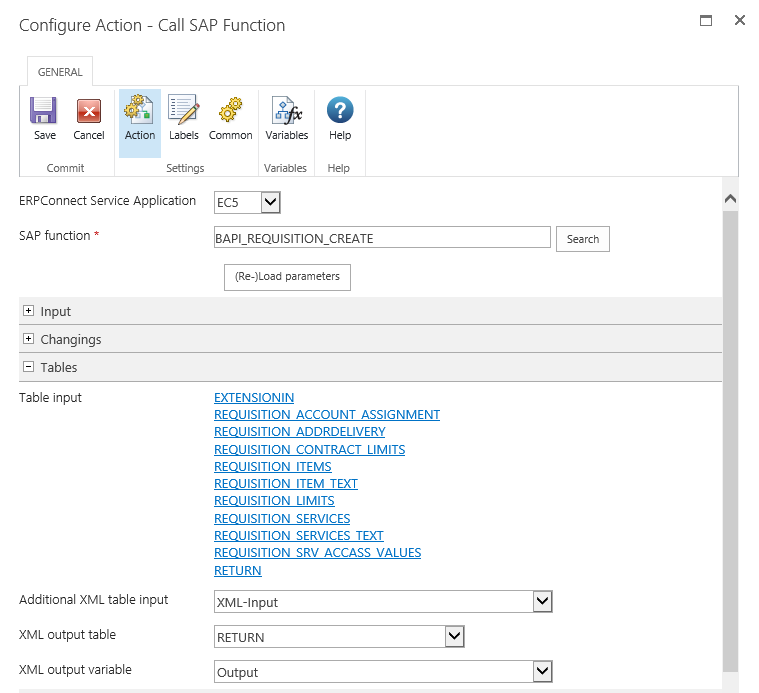 Configure Action - Call SAP Function
GENERAL
Save Cancel Action Labels Common Variables Help
Commit Settings Variables Help
ERPConnect Service Application EC5
SAP function * BAPI_REQUISITION_CREATE Search
(Re-)Load parameters
Input
Changings
Tables
Table input EXTENSIONIN
REQUISITION_ACCOUNT_ASSIGNMENT
REQUISITION_ADDRDELIVERY
REQUISITION_CONTRACT_LIMITS
REQUISITION_ITEMS
REQUISITION_ITEM_TEXT
REQUISITION_LIMITS
REQUISITION_SERVICES
REQUISITION_SERVICES_TEXT
REQUISITION_SRV_ACCASS_VALUES
RETURN
Additional XML table input XML-Input
XML output table RETURN
XML output variable Output